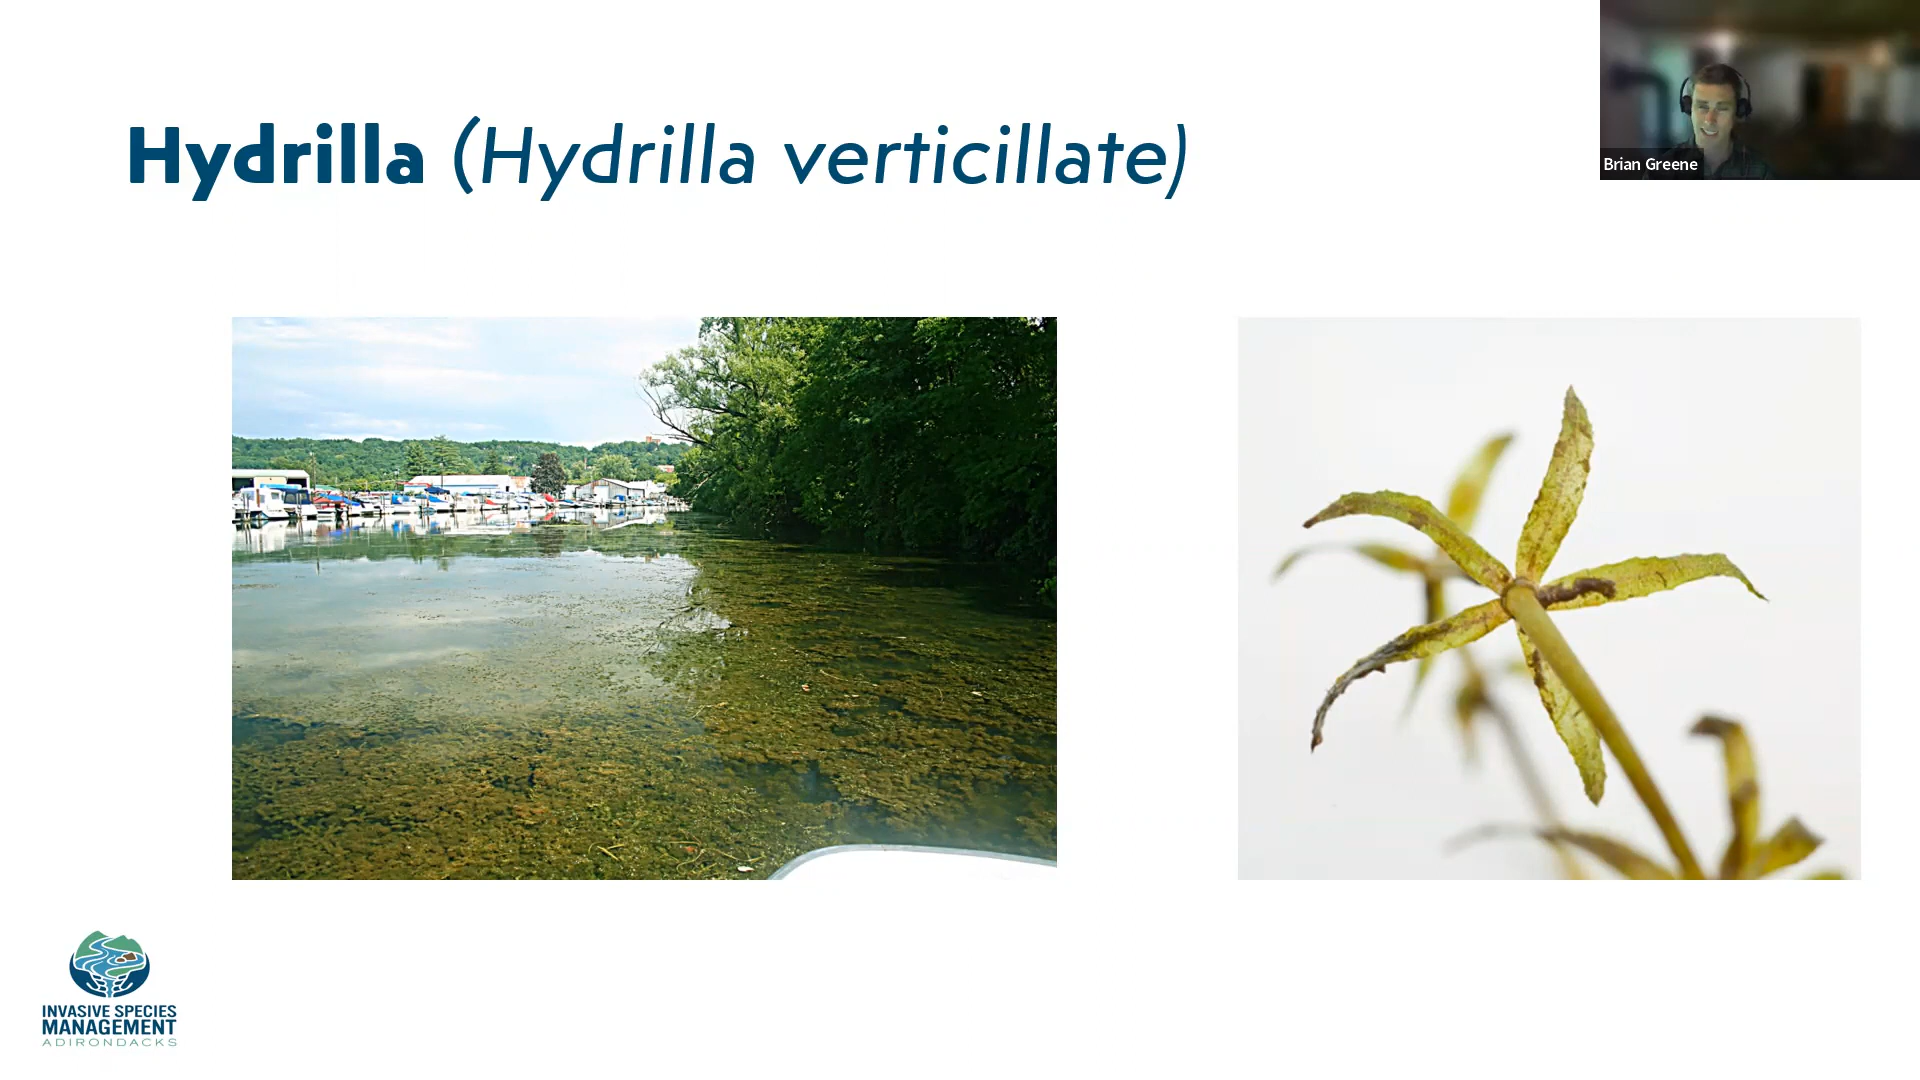 Hydrilla (Hydrilla verticillate)
Brian Greene
INVASIVE SPECIES
MANAGEMENT
ADIRONDACKS